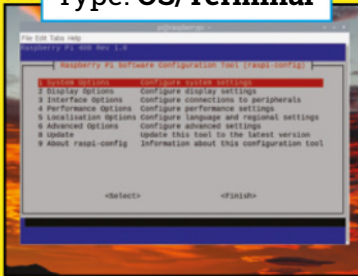 Type: OS/Terminal
File Edit Tabs Help
Raspberry Pi 400 Rev 1.0
Raspberry Pi Software Configuration Tool (raspi-config)
1 System Options Configure system settings
2 Display Options Configure display settings
3 Interface Options Configure connections to peripherals
4 Performance Options Configure performance settings
5 Localisation Options Configure language and regional settings
6 Advanced Options Configure advanced settings
8 Update Update this tool to the latest version
9 About raspi-config Information about this configuration tool
<Select> <Finish>